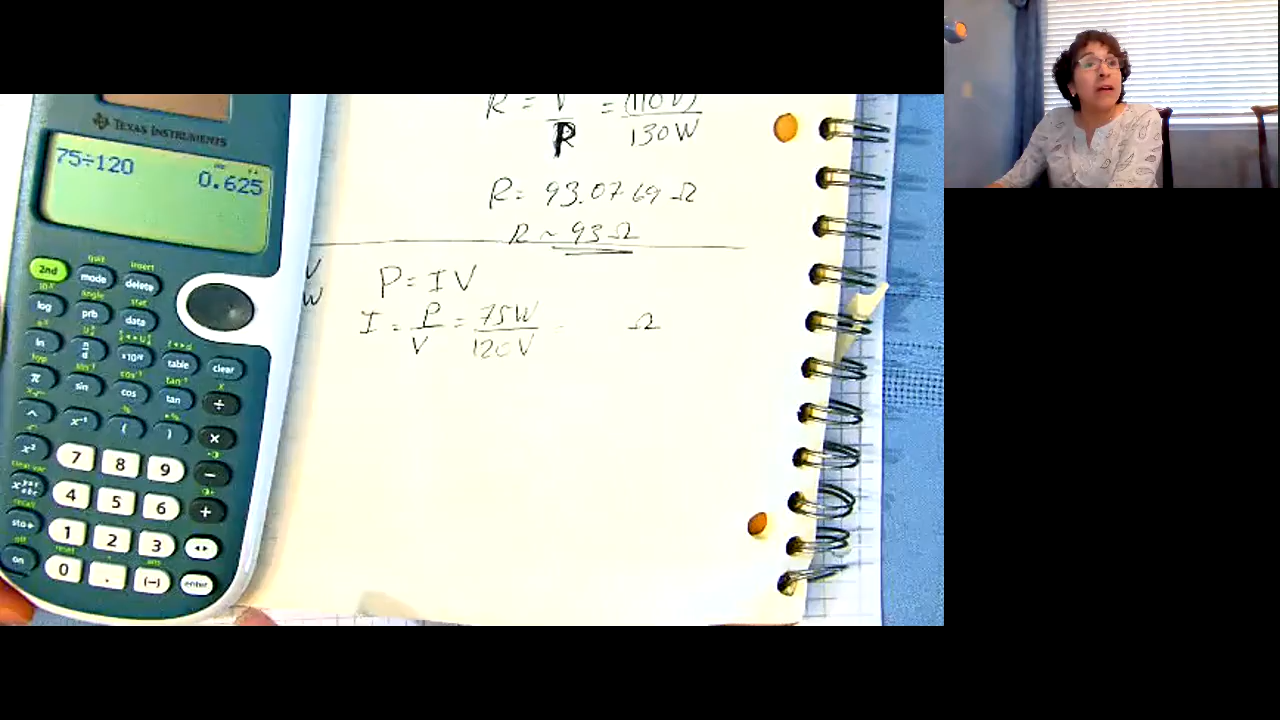 TEXAS INSTRUMENTS
75÷120
0.625
2nd mode delete
log prb data
ln n/d ×10ⁿ table clear
π sin cos tan ÷
^ x⁻¹ ( ) ×
x² 7 8 9 −
4 5 6 +
sto▸ 1 2 3 ◂▸
on 0 . (−) enter
R = V = (110V)
P 130W
R = 93.0769 Ω
R ~ 93 Ω
V
W
P = I V
I = P = 75W Ω
V 120V